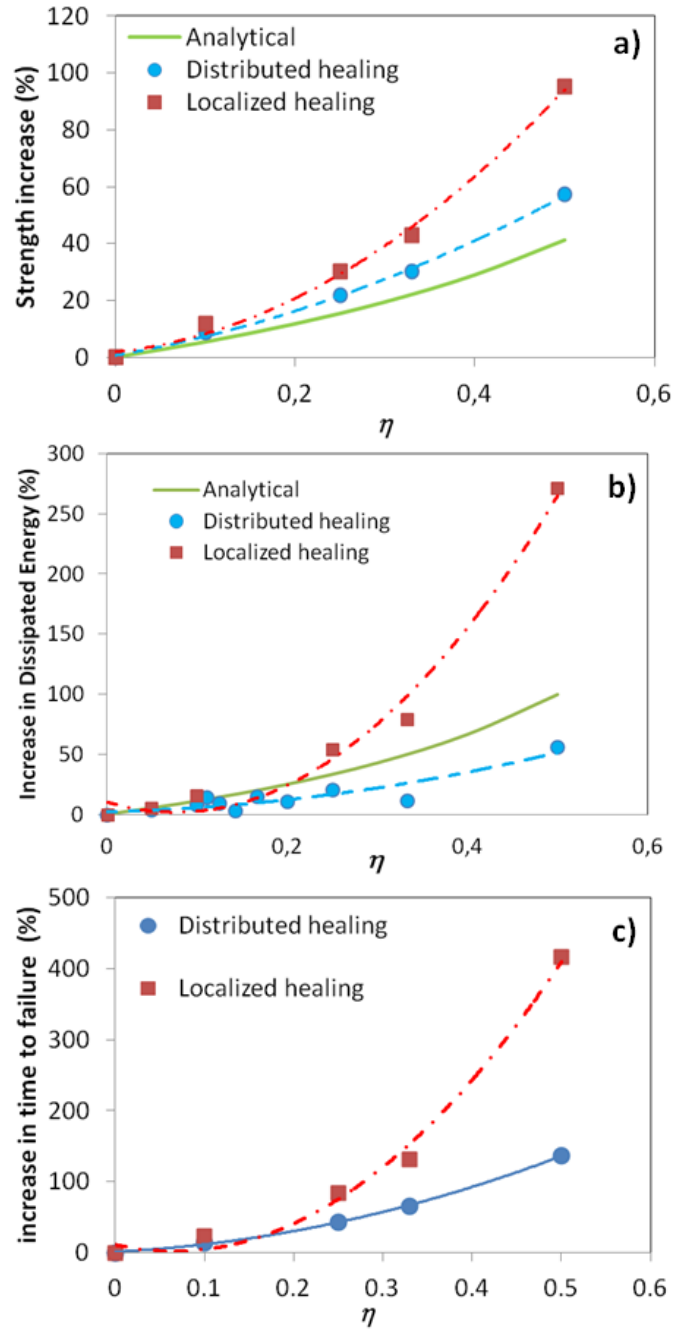 a)
Analytical
Distributed healing
Localized healing
Strength increase (%)
120
100
80
60
40
20
0
0 0,2 0,4 0,6
η
b)
Analytical
Distributed healing
Localized healing
Increase in Dissipated Energy (%)
300
250
200
150
100
50
0
0 0,2 0,4 0,6
η
c)
Distributed healing
Localized healing
increase in time to failure (%)
500
400
300
200
100
0
0 0.1 0.2 0.3 0.4 0.5 0.6
η